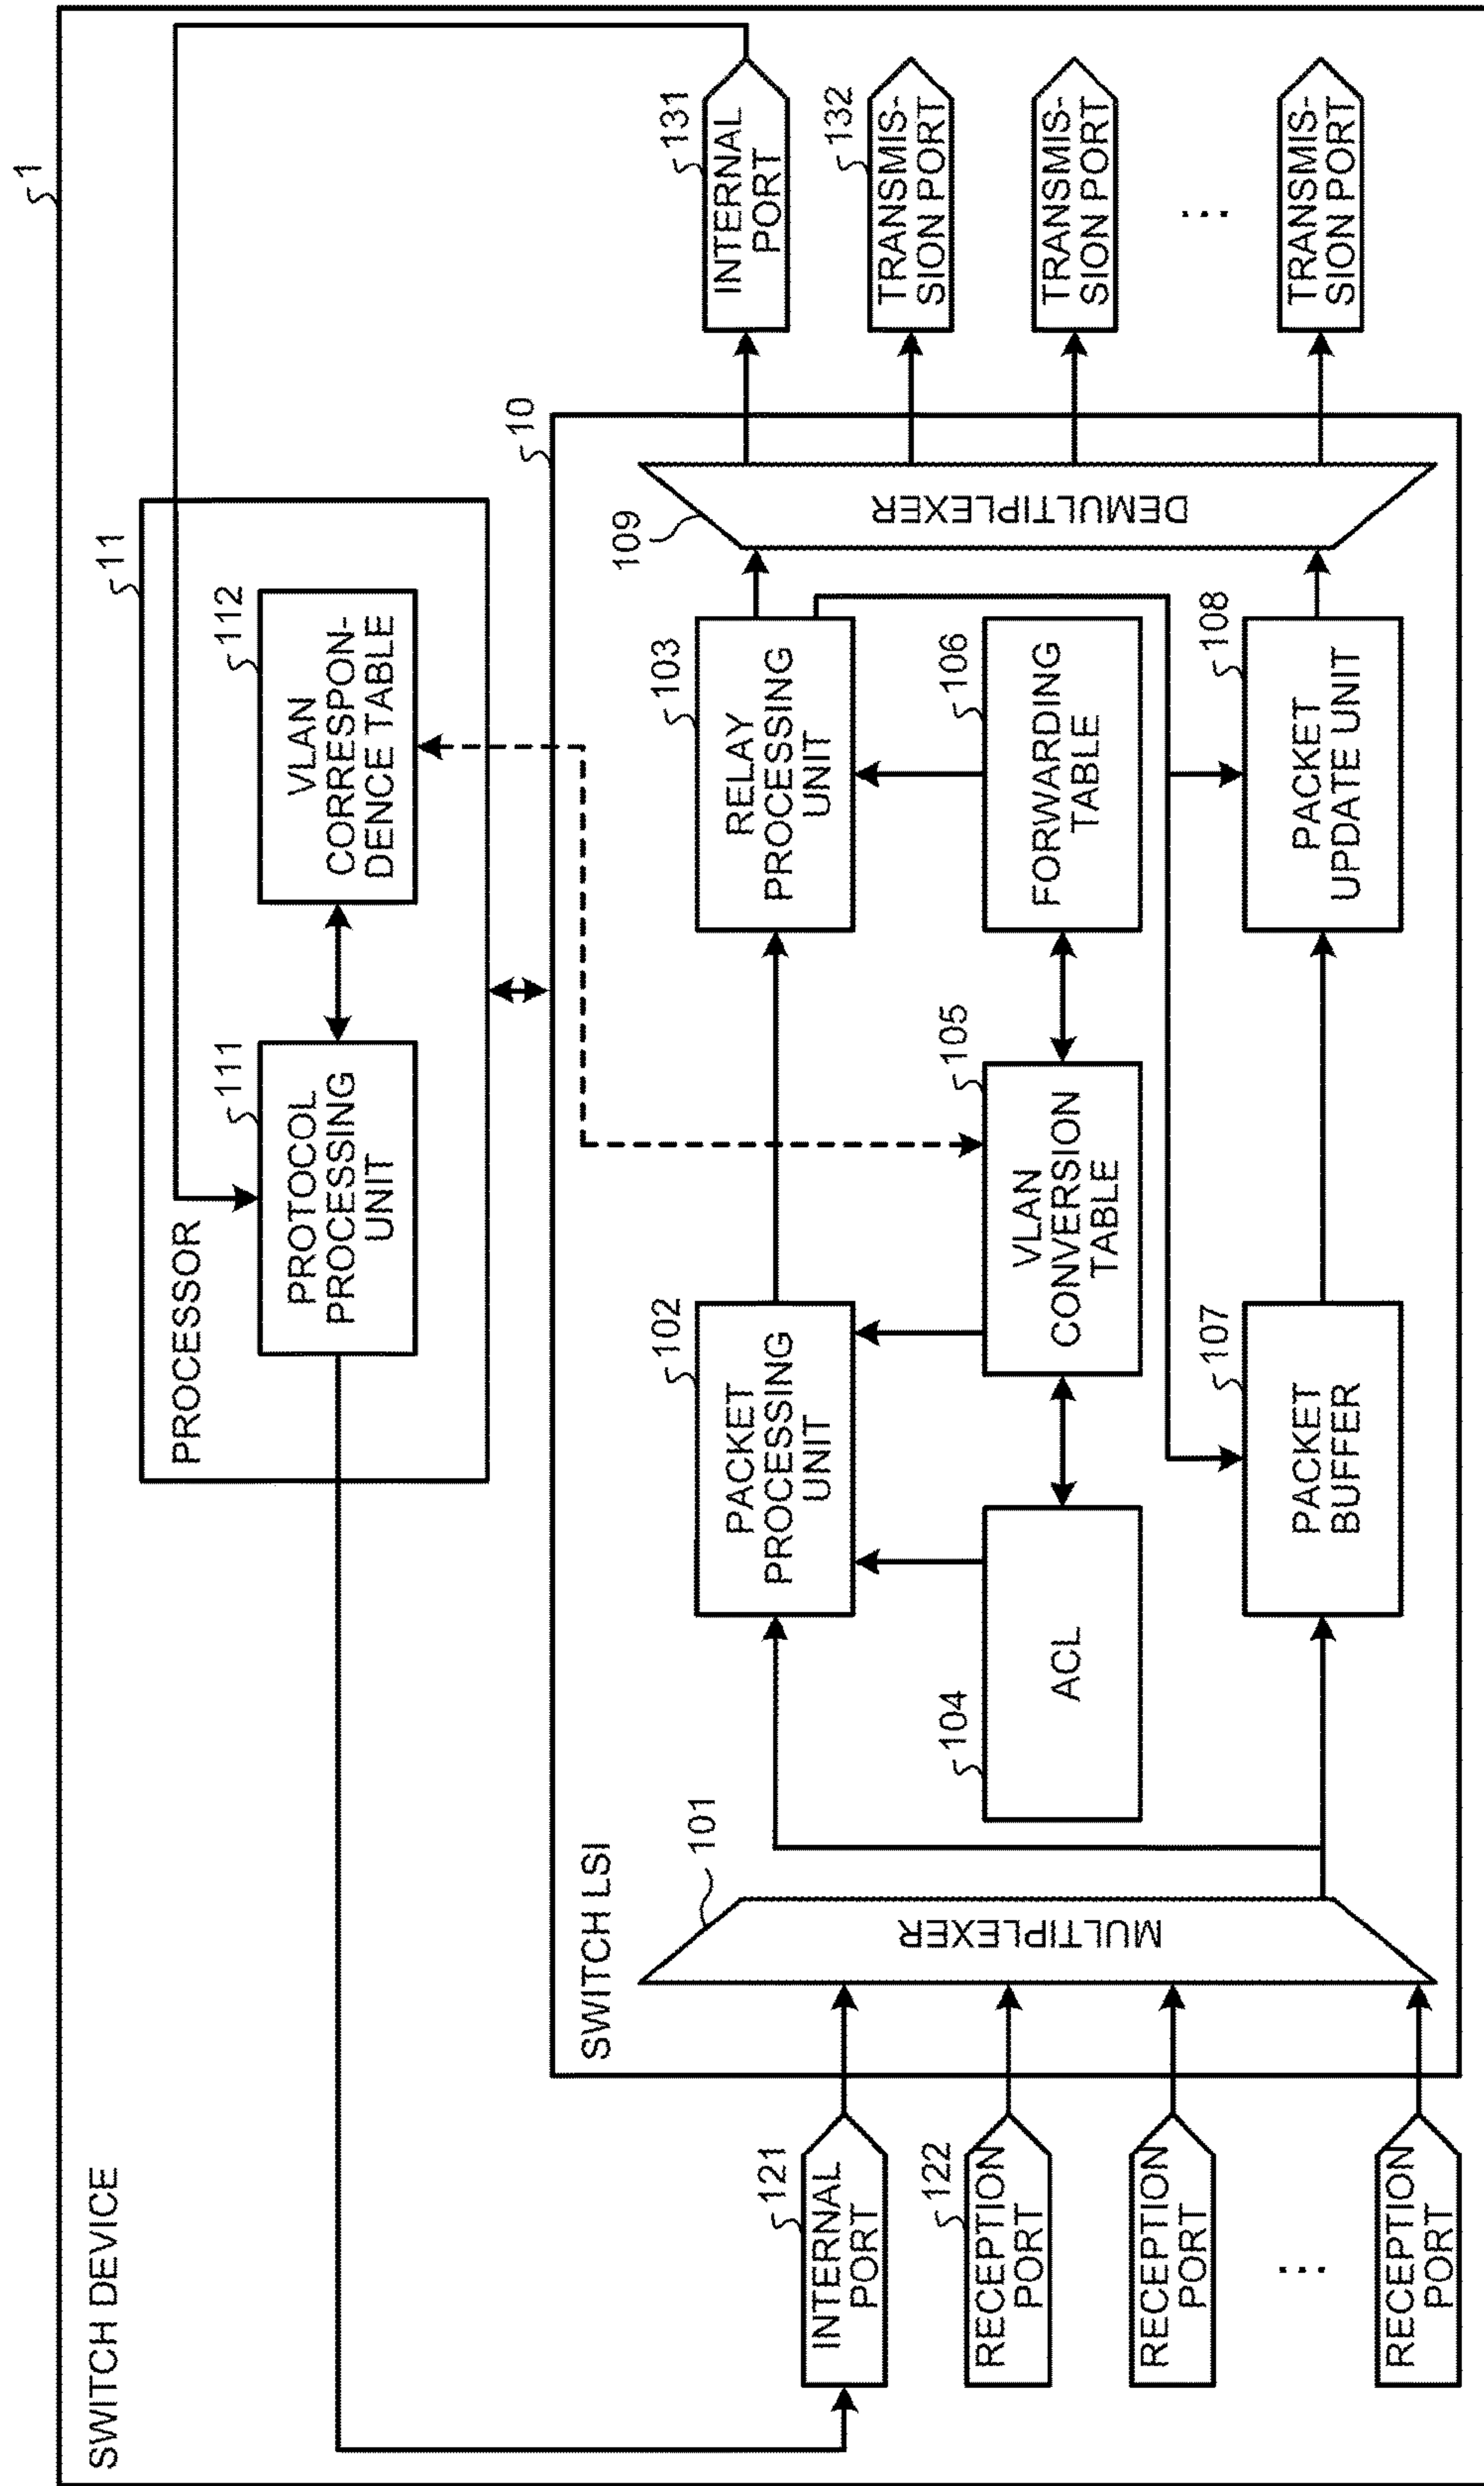 SWITCH DEVICE
1
PROCESSOR
11
PROTOCOL
PROCESSING
UNIT
111
VLAN
CORRESPON-
DENCE TABLE
112
SWITCH LSI
10
INTERNAL
PORT
121
RECEPTION
PORT
122
RECEPTION
PORT
...
RECEPTION
PORT
MULTIPLEXER
101
PACKET
PROCESSING
UNIT
102
RELAY
PROCESSING
UNIT
103
ACL
104
VLAN
CONVERSION
TABLE
105
FORWARDING
TABLE
106
PACKET
BUFFER
107
PACKET
UPDATE UNIT
108
DEMULTIPLEXER
109
INTERNAL
PORT
131
TRANSMIS-
SION PORT
132
TRANSMIS-
SION PORT
...
TRANSMIS-
SION PORT